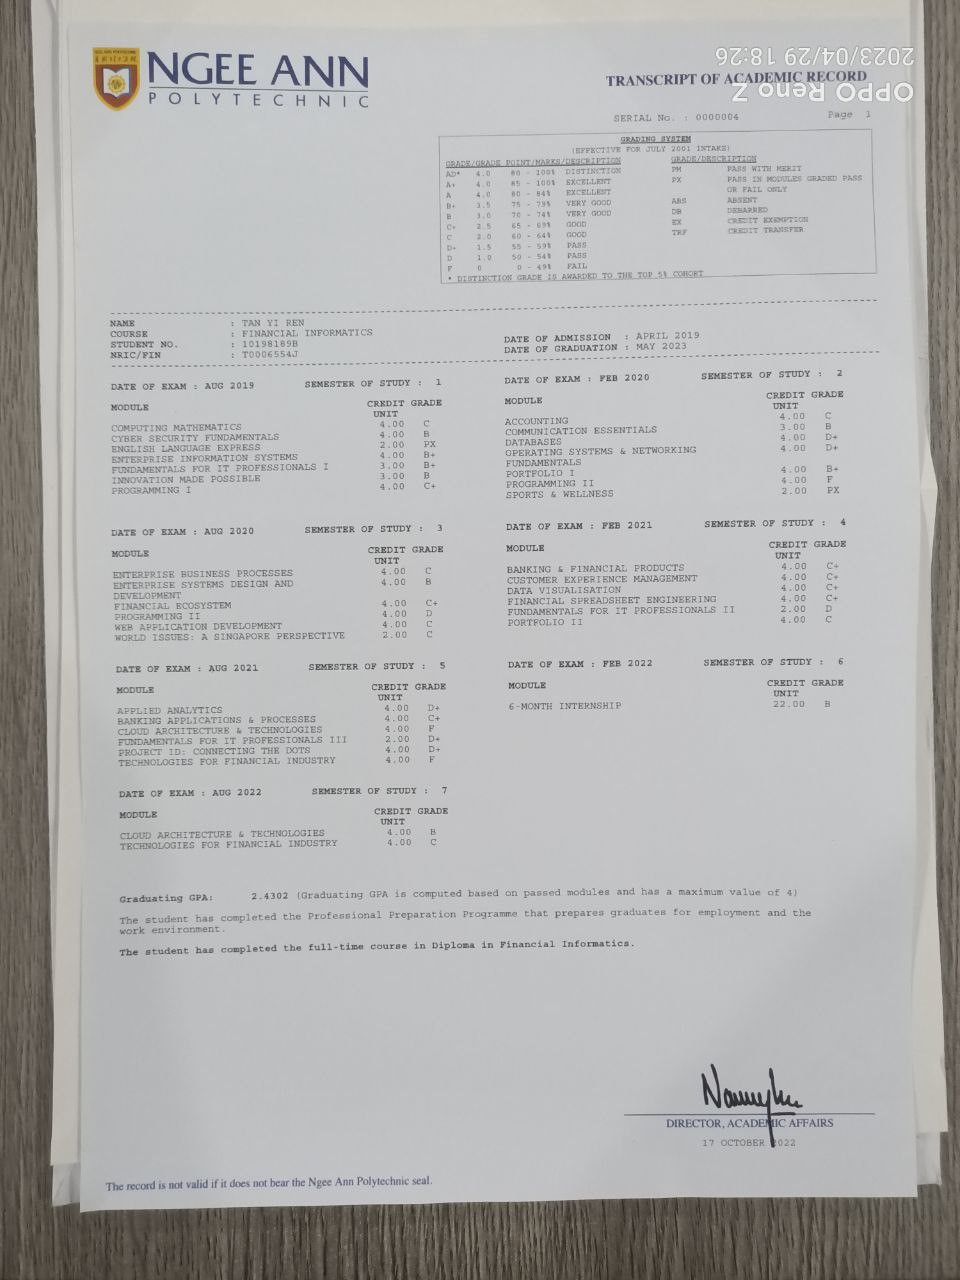 NGEE ANN
POLYTECHNIC
2023/04/29 18:26
OPPO Reno Z
TRANSCRIPT OF ACADEMIC RECORD
SERIAL No. : 0000004
Page 1
GRADING SYSTEM
(EFFECTIVE FOR JULY 2001 INTAKE)
GRADE/GRADE POINT/MARKS/DESCRIPTION GRADE/DESCRIPTION
AD* 4.0 80 - 100% DISTINCTION PM PASS WITH MERIT
A+ 4.0 85 - 100% EXCELLENT PX PASS IN MODULES GRADED PASS
A 4.0 80 - 84% EXCELLENT OR FAIL ONLY
B+ 3.5 75 - 79% VERY GOOD ABS ABSENT
B 3.0 70 - 74% VERY GOOD DB DEBARRED
C+ 2.5 65 - 69% GOOD EX CREDIT EXEMPTION
C 2.0 60 - 64% GOOD TRF CREDIT TRANSFER
D+ 1.5 55 - 59% PASS
D 1.0 50 - 54% PASS
F 0 0 - 49% FAIL
* DISTINCTION GRADE IS AWARDED TO THE TOP 5% COHORT
NAME : TAN YI REN
COURSE : FINANCIAL INFORMATICS
STUDENT NO. : 10198189B
NRIC/FIN : T0006554J
DATE OF ADMISSION : APRIL 2019
DATE OF GRADUATION : MAY 2023
DATE OF EXAM : AUG 2019 SEMESTER OF STUDY : 1
MODULE CREDIT GRADE
UNIT
COMPUTING MATHEMATICS 4.00 C
CYBER SECURITY FUNDAMENTALS 4.00 B
ENGLISH LANGUAGE EXPRESS 2.00 PX
ENTERPRISE INFORMATION SYSTEMS 4.00 B+
FUNDAMENTALS FOR IT PROFESSIONALS I 3.00 B+
INNOVATION MADE POSSIBLE 3.00 B
PROGRAMMING I 4.00 C+
DATE OF EXAM : FEB 2020 SEMESTER OF STUDY : 2
MODULE CREDIT GRADE
UNIT
ACCOUNTING 4.00 C
COMMUNICATION ESSENTIALS 3.00 B
DATABASES 4.00 D+
OPERATING SYSTEMS & NETWORKING 4.00 D+
FUNDAMENTALS
PORTFOLIO I 4.00 B+
PROGRAMMING II 4.00 F
SPORTS & WELLNESS 2.00 PX
DATE OF EXAM : AUG 2020 SEMESTER OF STUDY : 3
MODULE CREDIT GRADE
UNIT
ENTERPRISE BUSINESS PROCESSES 4.00 C
ENTERPRISE SYSTEMS DESIGN AND 4.00 B
DEVELOPMENT
FINANCIAL ECOSYSTEM 4.00 C+
PROGRAMMING II 4.00 D
WEB APPLICATION DEVELOPMENT 4.00 C
WORLD ISSUES: A SINGAPORE PERSPECTIVE 2.00 C
DATE OF EXAM : FEB 2021 SEMESTER OF STUDY : 4
MODULE CREDIT GRADE
UNIT
BANKING & FINANCIAL PRODUCTS 4.00 C+
CUSTOMER EXPERIENCE MANAGEMENT 4.00 C+
DATA VISUALISATION 4.00 C+
FINANCIAL SPREADSHEET ENGINEERING 4.00 C+
FUNDAMENTALS FOR IT PROFESSIONALS II 2.00 D
PORTFOLIO II 4.00 C
DATE OF EXAM : AUG 2021 SEMESTER OF STUDY : 5
MODULE CREDIT GRADE
UNIT
APPLIED ANALYTICS 4.00 D+
BANKING APPLICATIONS & PROCESSES 4.00 C+
CLOUD ARCHITECTURE & TECHNOLOGIES 4.00 F
FUNDAMENTALS FOR IT PROFESSIONALS III 2.00 D+
PROJECT ID: CONNECTING THE DOTS 4.00 D+
TECHNOLOGIES FOR FINANCIAL INDUSTRY 4.00 F
DATE OF EXAM : FEB 2022 SEMESTER OF STUDY : 6
MODULE CREDIT GRADE
UNIT
6-MONTH INTERNSHIP 22.00 B
DATE OF EXAM : AUG 2022 SEMESTER OF STUDY : 7
MODULE CREDIT GRADE
UNIT
CLOUD ARCHITECTURE & TECHNOLOGIES 4.00 B
TECHNOLOGIES FOR FINANCIAL INDUSTRY 4.00 C
Graduating GPA: 2.4302 (Graduating GPA is computed based on passed modules and has a maximum value of 4)
The student has completed the Professional Preparation Programme that prepares graduates for employment and the
work environment.
The student has completed the full-time course in Diploma in Financial Informatics.
DIRECTOR, ACADEMIC AFFAIRS
17 OCTOBER 2022
The record is not valid if it does not bear the Ngee Ann Polytechnic seal.